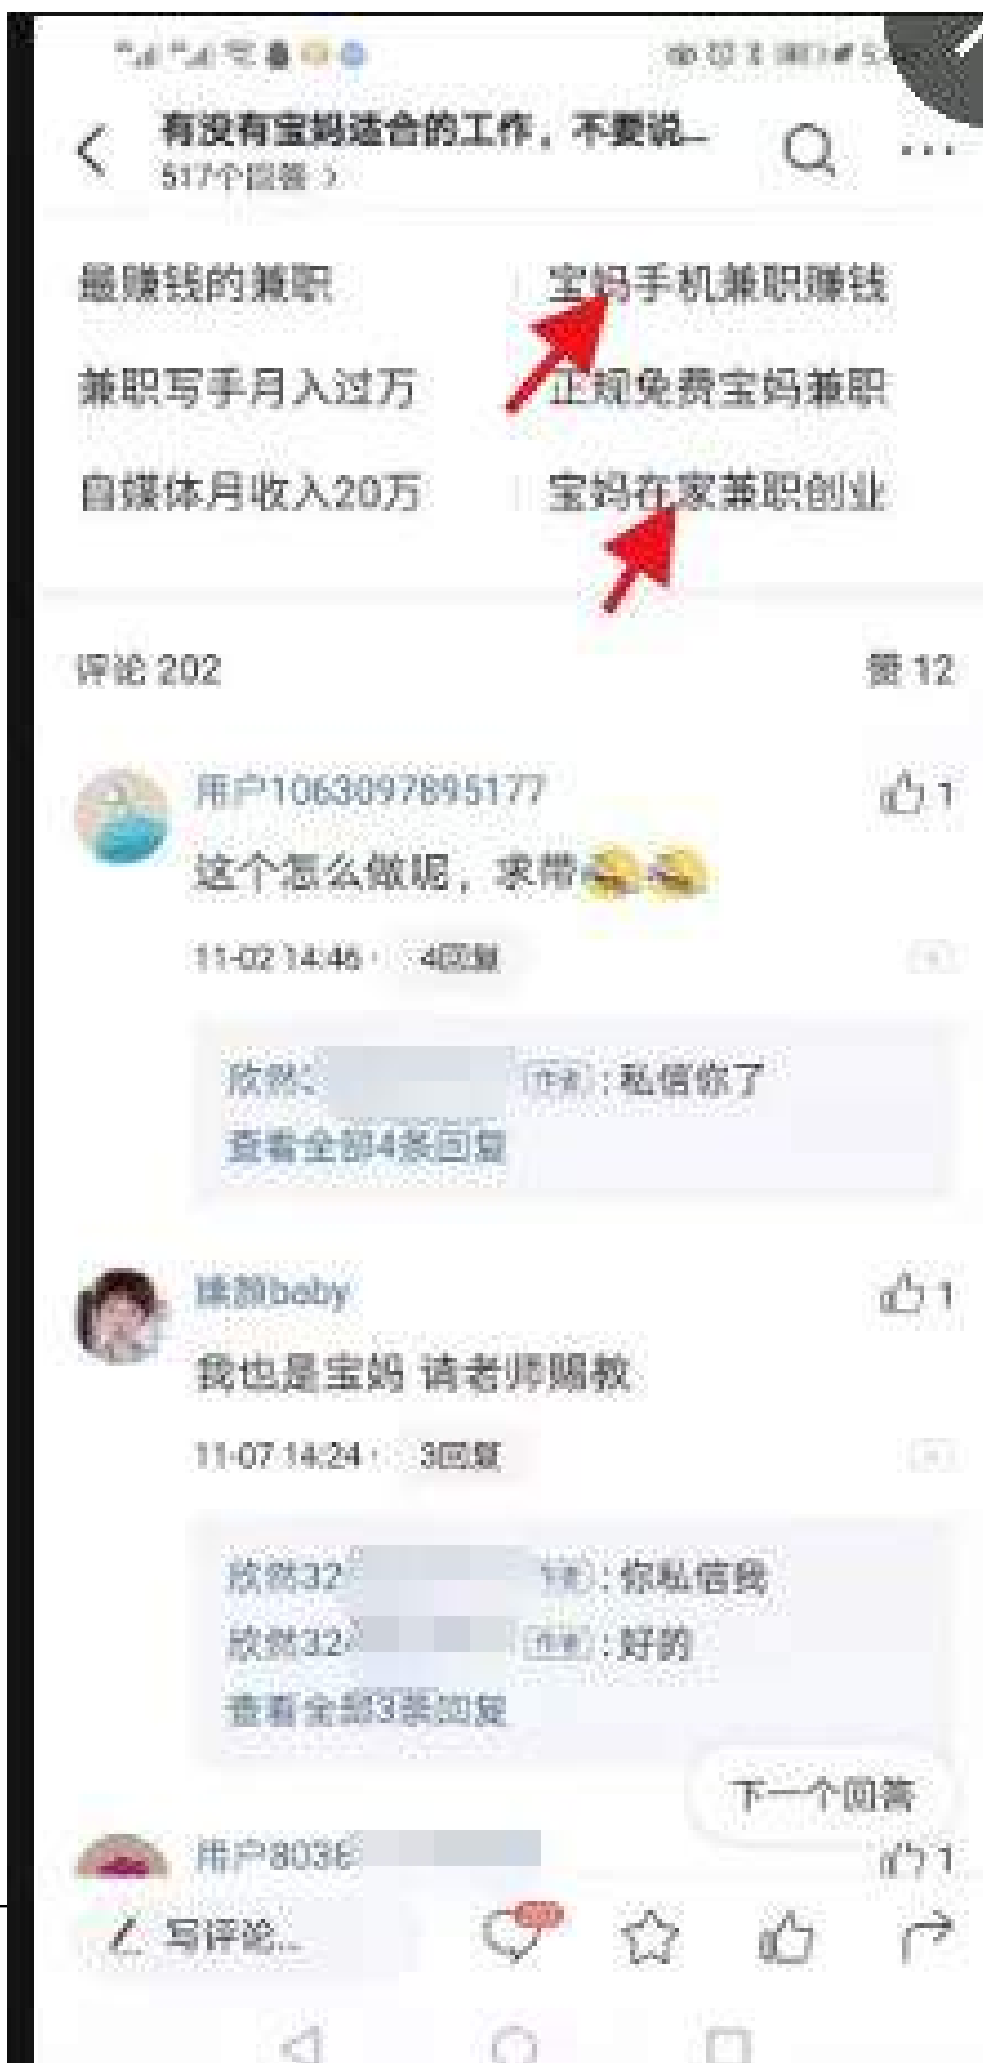 有没有宝妈适合的工作，不要说...
517个回答 >
最赚钱的兼职
宝妈手机兼职赚钱
兼职写手月入过万
正规免费宝妈兼职
自媒体月收入20万
宝妈在家兼职创业
评论 202
赞 12
用户1063097895177
1
这个怎么做呢，求带
11-02 14:46 · 4回复
欣然 作者：私信你了
查看全部4条回复
baby
1
我也是宝妈 请老师赐教
11-07 14:24 · 3回复
欣然32 作者：你私信我
欣然32 作者：好的
查看全部3条回复
下一个回答
用户8036
1
写评论...